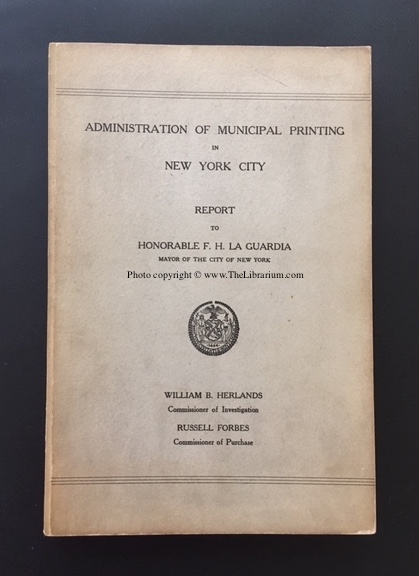 ADMINISTRATION OF MUNICIPAL PRINTING
IN
NEW YORK CITY
REPORT
TO
HONORABLE F. H. LA GUARDIA
MAYOR OF THE CITY OF NEW YORK
Photo copyright © www.TheLibrarium.com
WILLIAM B. HERLANDS
Commissioner of Investigation
RUSSELL FORBES
Commissioner of Purchase